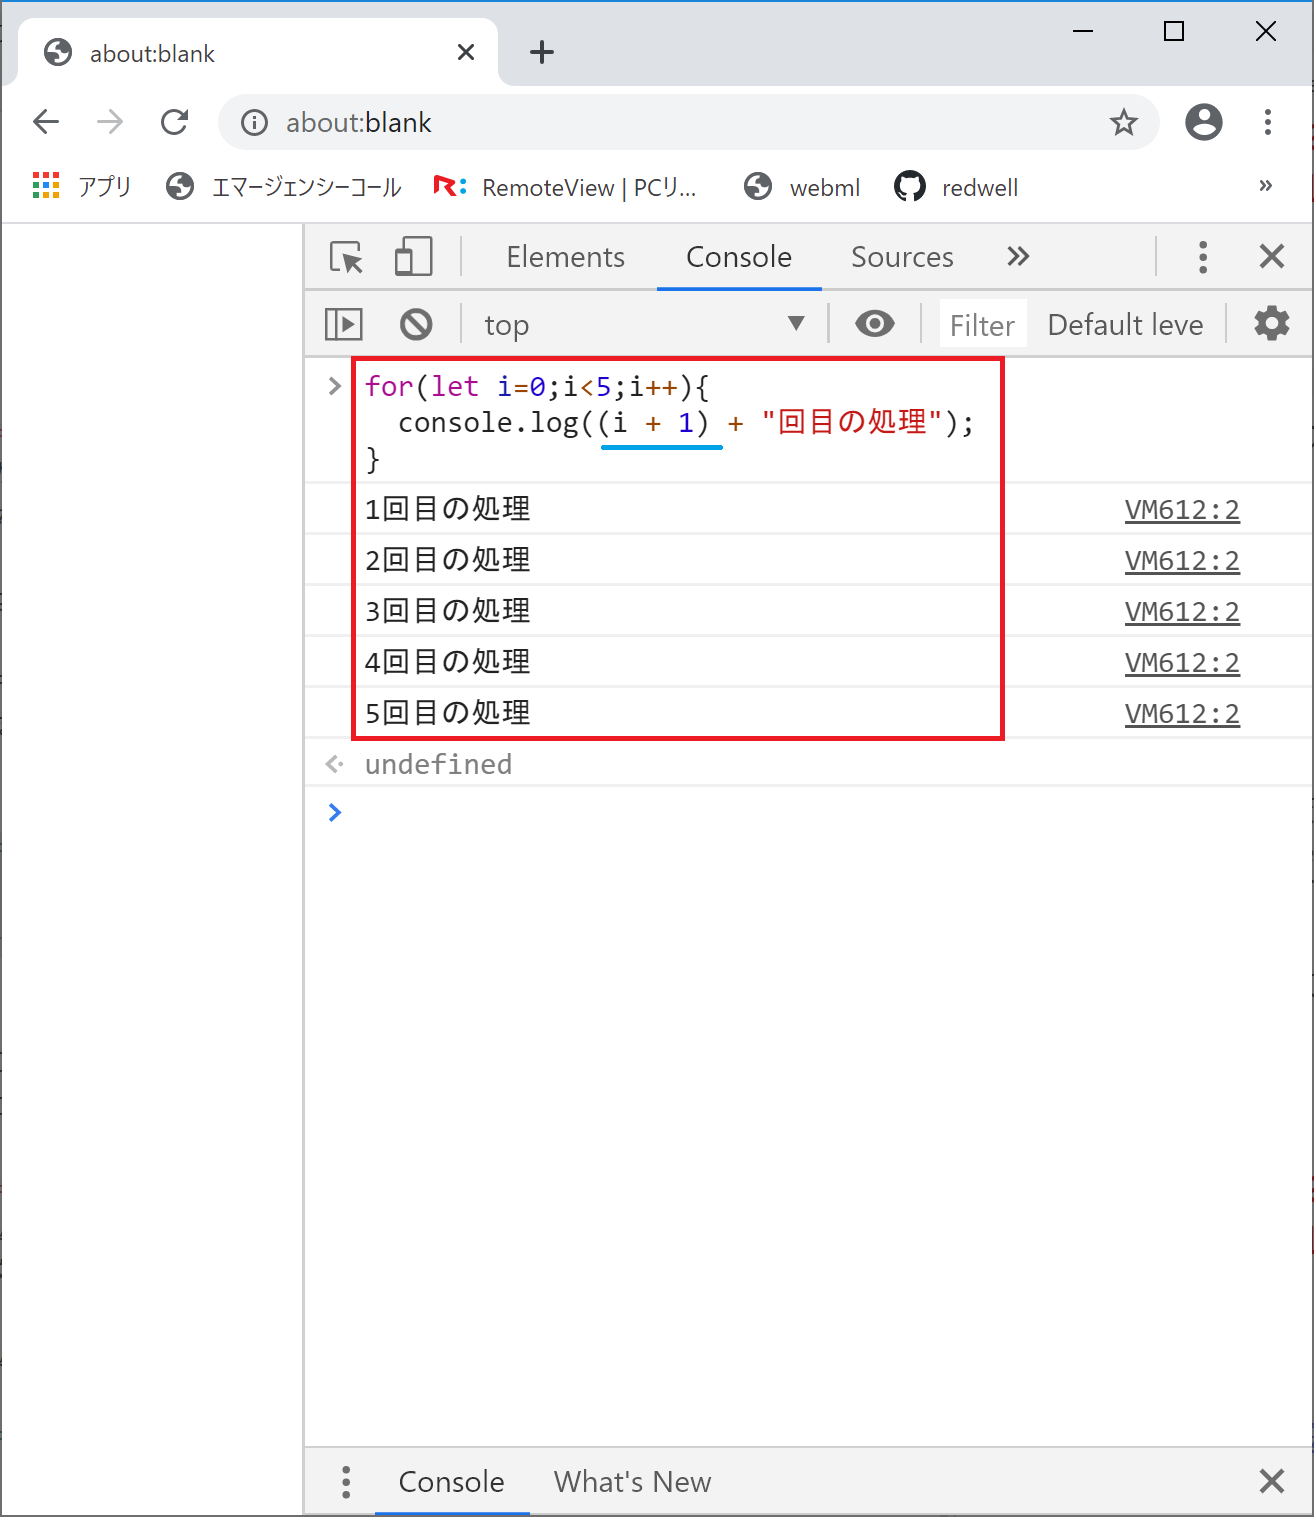 about:blank
about:blank
アプリ エマージェンシーコール RemoteView | PCリ... webml redwell »
Elements Console Sources »
top Filter Default leve
for(let i=0;i<5;i++){
  console.log((i + 1) + "回目の処理");
}
1回目の処理 VM612:2
2回目の処理 VM612:2
3回目の処理 VM612:2
4回目の処理 VM612:2
5回目の処理 VM612:2
undefined
Console What's New